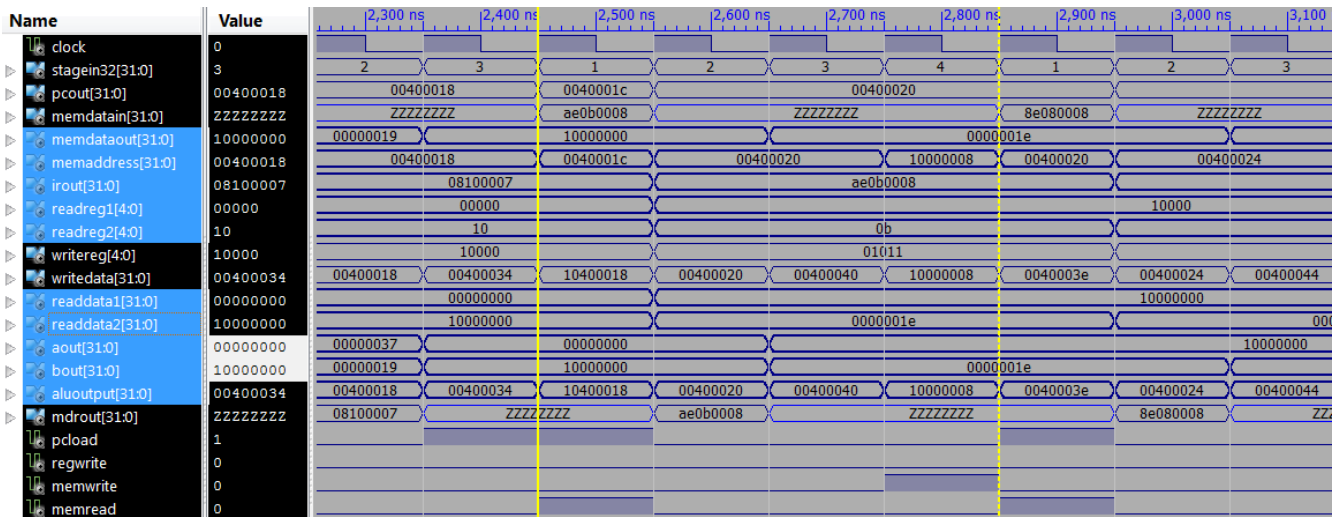 Name Value 2,300 ns 2,400 ns 2,500 ns 2,600 ns 2,700 ns 2,800 ns 2,900 ns 3,000 ns 3,100
clock 0
stagein32[31:0] 3 2 3 1 2 3 4 1 2 3
pcout[31:0] 00400018 00400018 0040001c 00400020
memdatain[31:0] ZZZZZZZZ ZZZZZZZZ ae0b0008 ZZZZZZZZ 8e080008 ZZZZZZZZ
memdataout[31:0] 10000000 00000019 10000000 0000001e
memaddress[31:0] 00400018 00400018 0040001c 00400020 10000008 00400020 00400024
irout[31:0] 08100007 08100007 ae0b0008
readreg1[4:0] 00000 00000 10000
readreg2[4:0] 10 10 0b
writereg[4:0] 10000 10000 01011
writedata[31:0] 00400034 00400018 00400034 10400018 00400020 00400040 10000008 0040003e 00400024 00400044
readdata1[31:0] 00000000 00000000 10000000
readdata2[31:0] 10000000 10000000 0000001e 000
aout[31:0] 00000000 00000037 00000000 10000000
bout[31:0] 10000000 00000019 10000000 0000001e
aluoutput[31:0] 00400034 00400018 00400034 10400018 00400020 00400040 10000008 0040003e 00400024 00400044
mdrout[31:0] ZZZZZZZZ 08100007 ZZZZZZZZ ae0b0008 ZZZZZZZZ 8e080008 ZZZ
pcload 1
regwrite 0
memwrite 0
memread 0